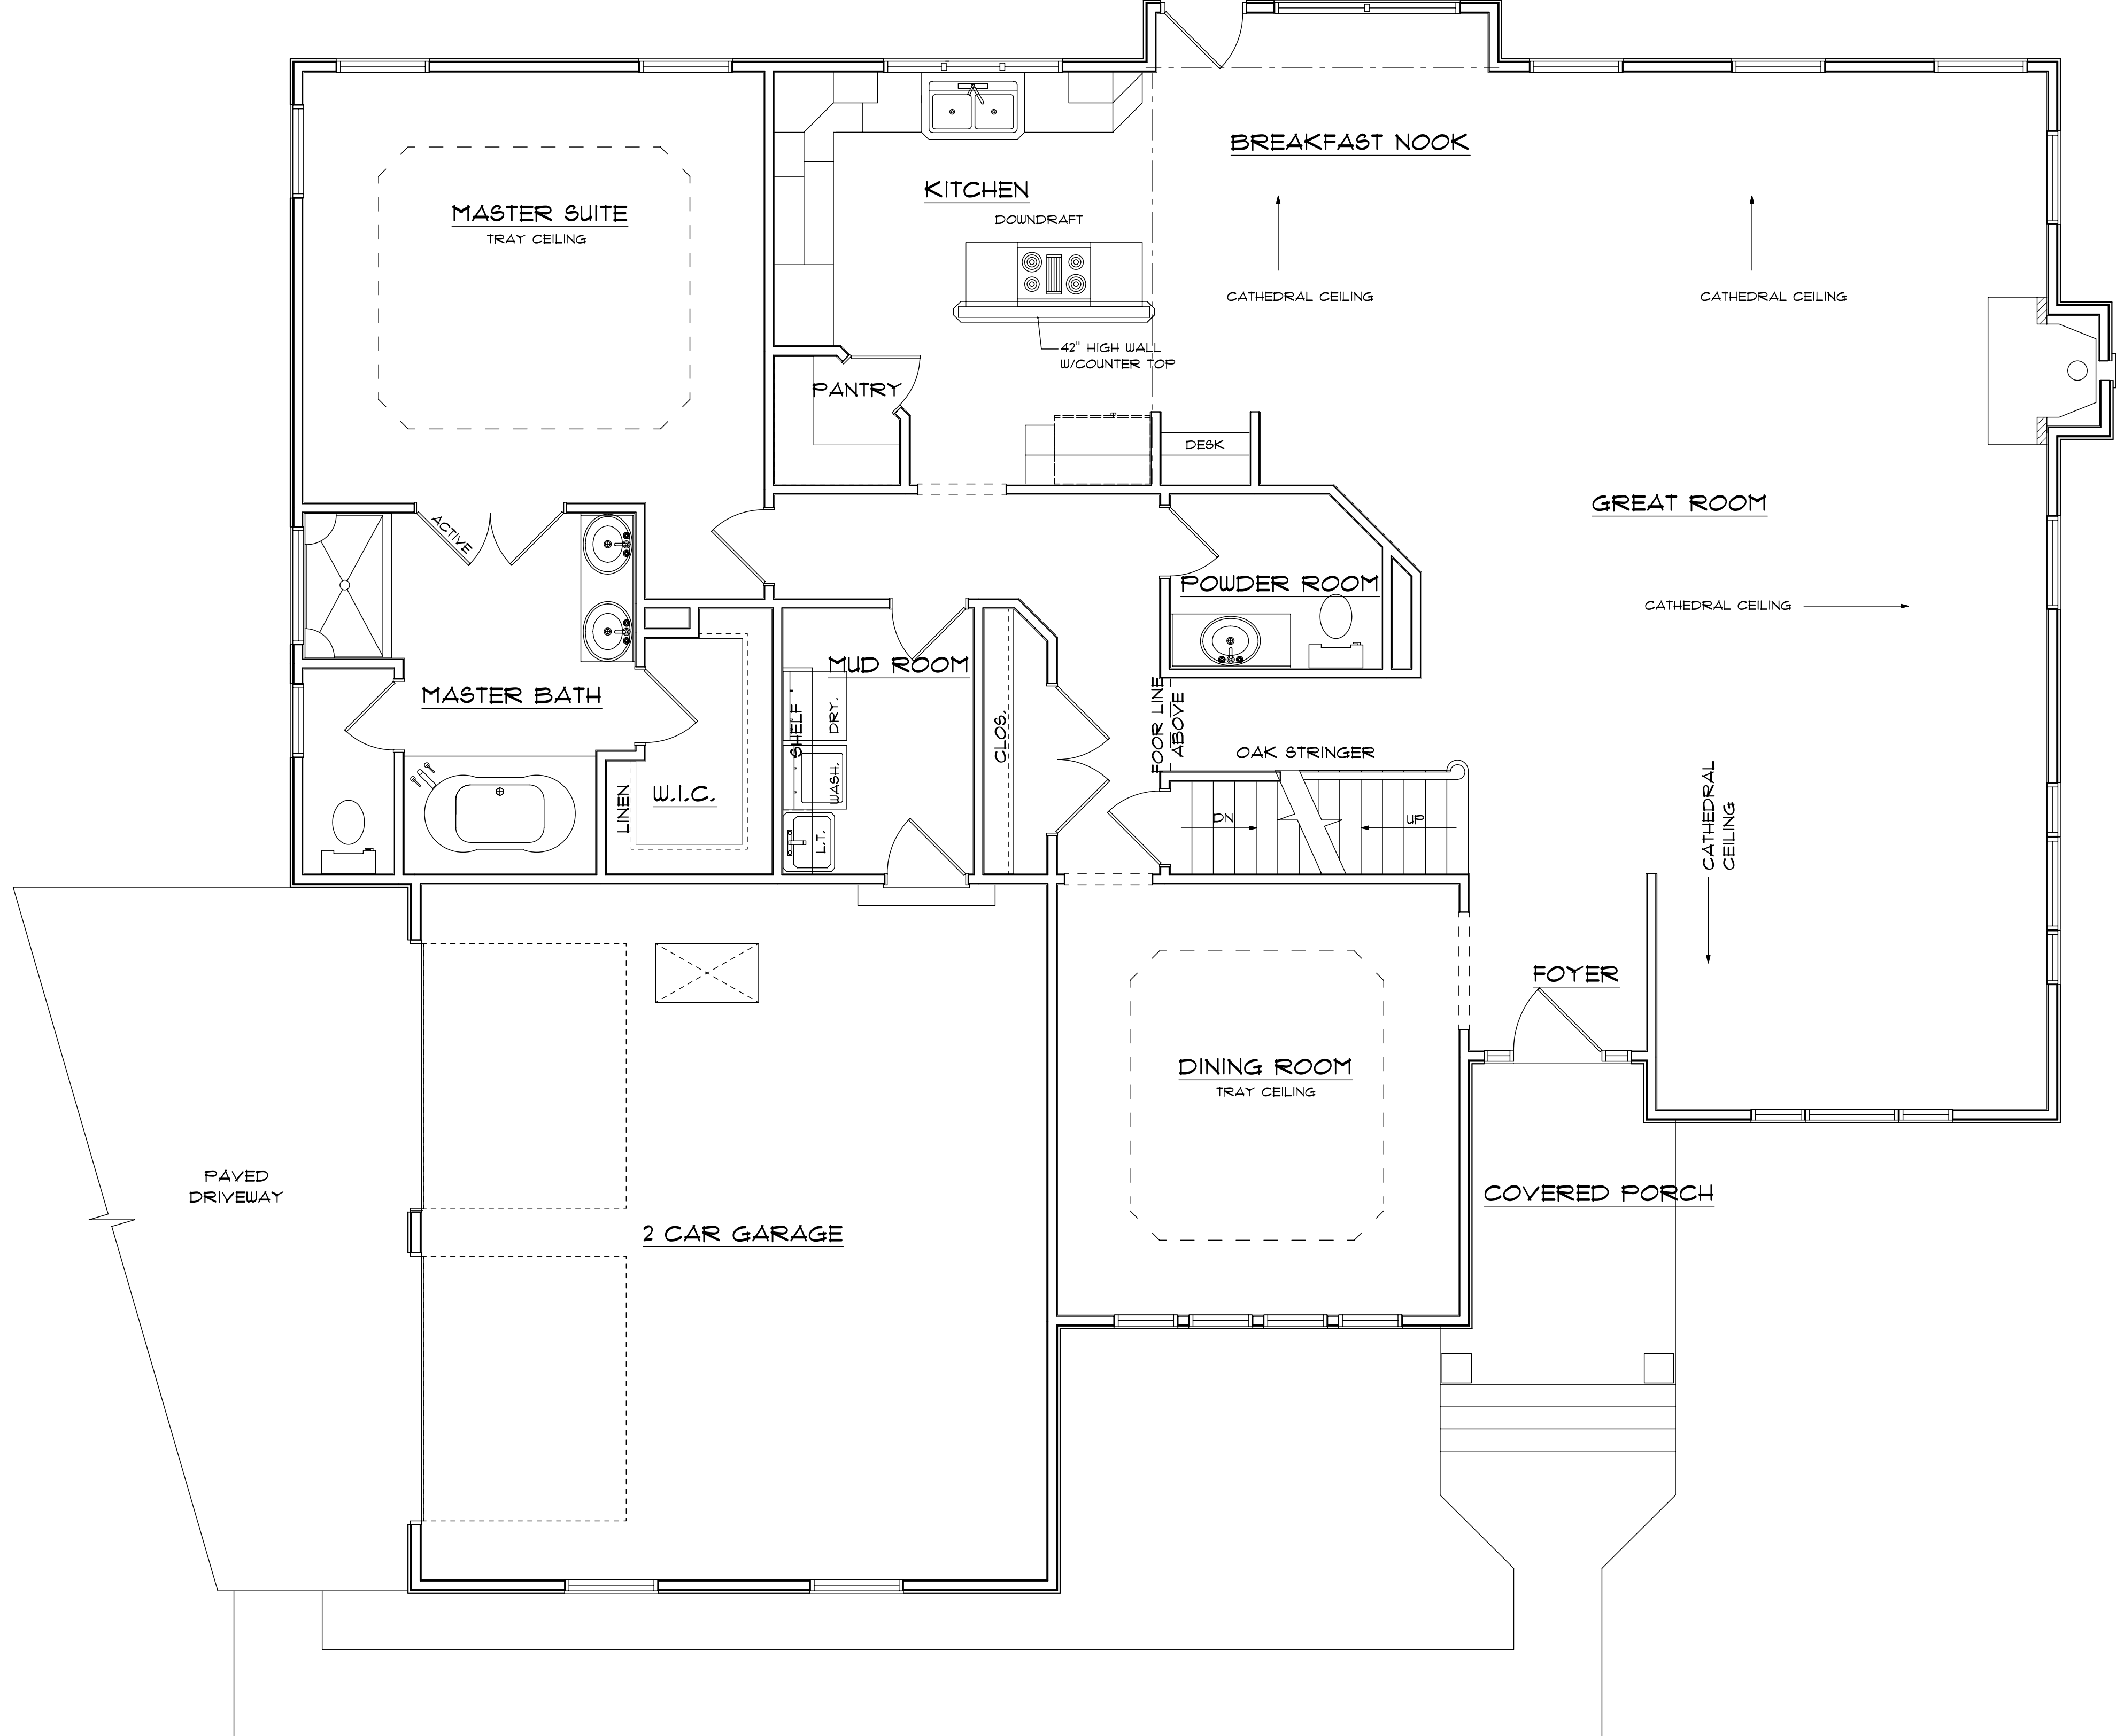 BREAKFAST NOOK
KITCHEN
DOWNDRAFT
MASTER SUITE
TRAY CEILING
CATHEDRAL CEILING
CATHEDRAL CEILING
42" HIGH WALL
W/COUNTER TOP
PANTRY
DESK
GREAT ROOM
ACTIVE
POWDER ROOM
CATHEDRAL CEILING
MUD ROOM
MASTER BATH
SHELF
DRY.
CLOS.
FOOR LINE
ABOVE
OAK STRINGER
WASH.
LINEN
W.I.C.
L.T.
DN
UP
CATHEDRAL
CEILING
FOYER
DINING ROOM
TRAY CEILING
PAVED
DRIVEWAY
COVERED PORCH
2 CAR GARAGE